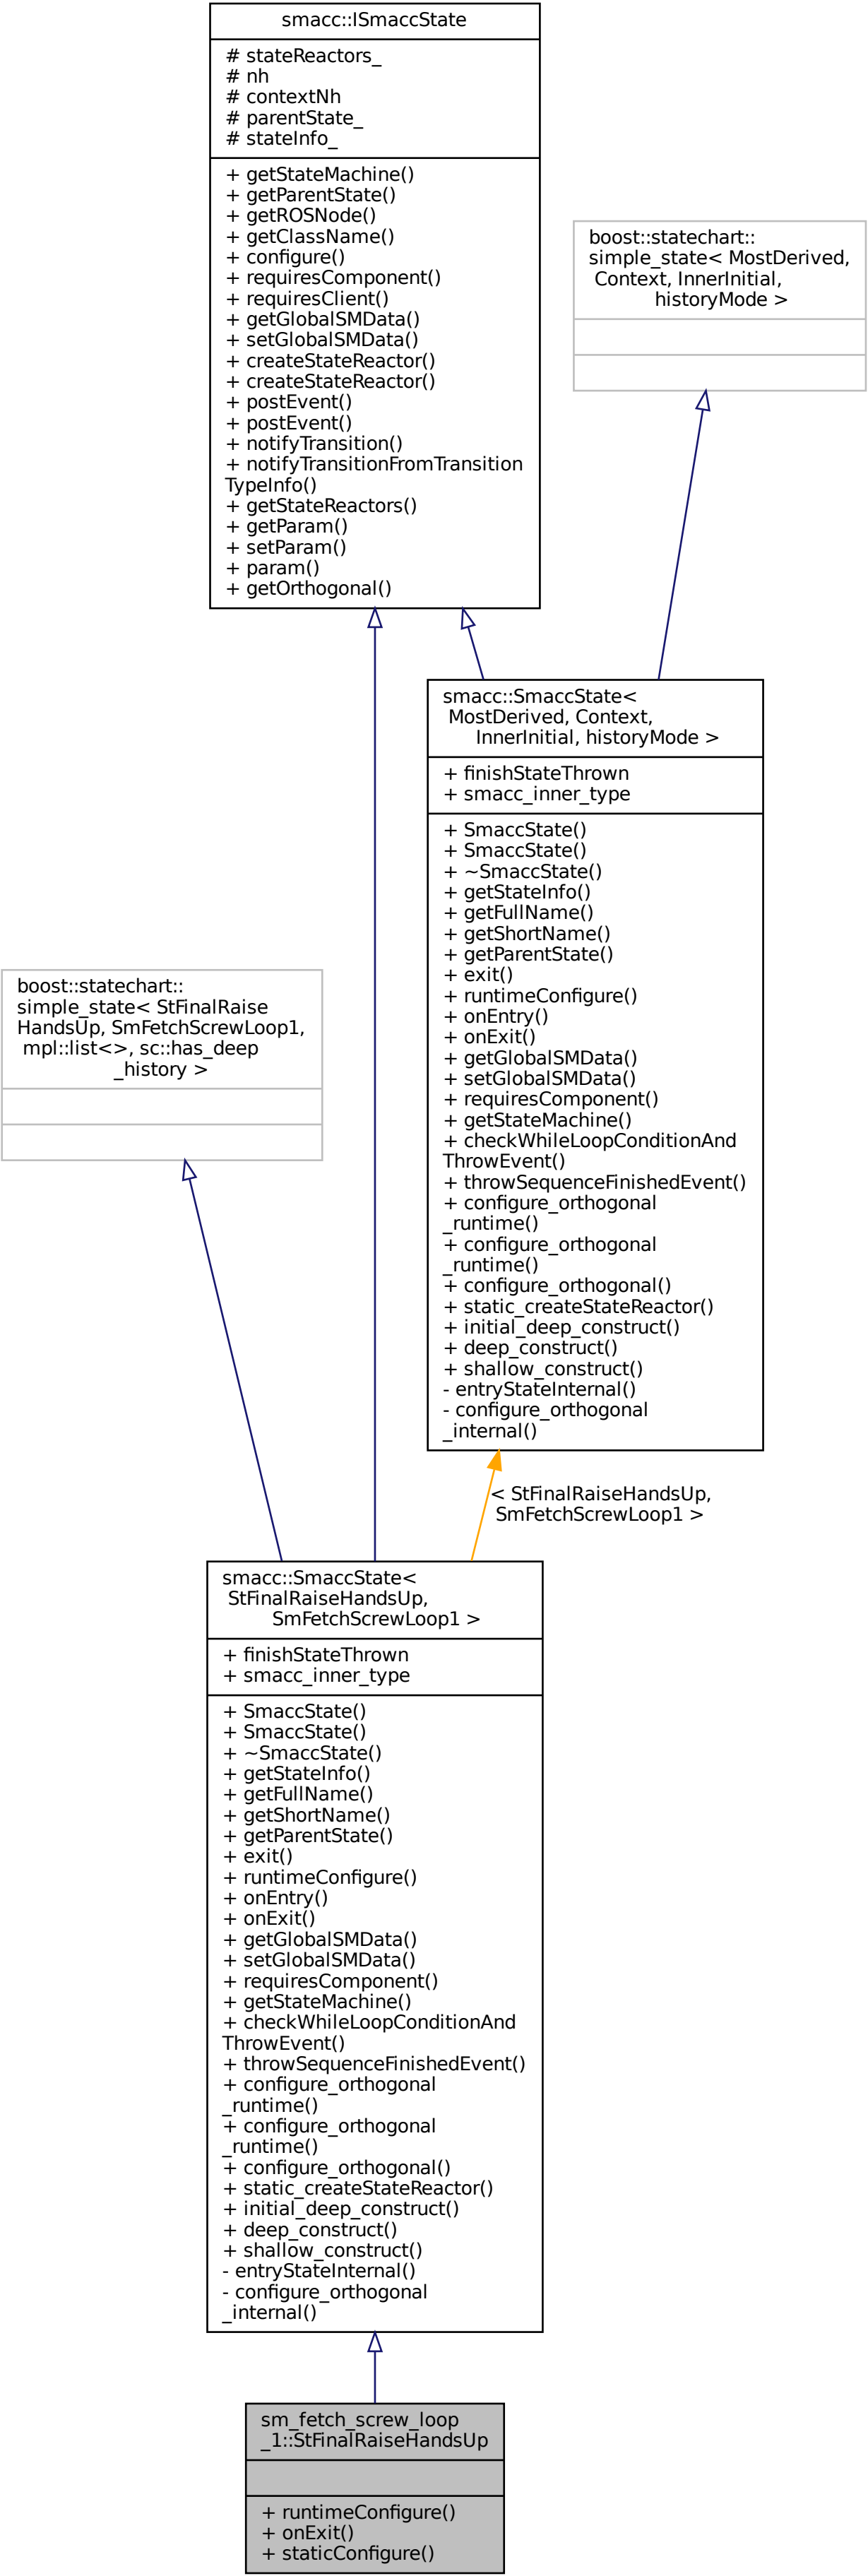 smacc::ISmaccState
# stateReactors_
# nh
# contextNh
# parentState_
# stateInfo_
+ getStateMachine()
+ getParentState()
+ getROSNode()
+ getClassName()
+ configure()
+ requiresComponent()
+ requiresClient()
+ getGlobalSMData()
+ setGlobalSMData()
+ createStateReactor()
+ createStateReactor()
+ postEvent()
+ postEvent()
+ notifyTransition()
+ notifyTransitionFromTransition
TypeInfo()
+ getStateReactors()
+ getParam()
+ setParam()
+ param()
+ getOrthogonal()
boost::statechart::
simple_state< MostDerived,
Context, InnerInitial,
historyMode >
smacc::SmaccState<
MostDerived, Context,
InnerInitial, historyMode >
+ finishStateThrown
+ smacc_inner_type
+ SmaccState()
+ SmaccState()
+ ~SmaccState()
+ getStateInfo()
+ getFullName()
+ getShortName()
+ getParentState()
+ exit()
+ runtimeConfigure()
+ onEntry()
+ onExit()
+ getGlobalSMData()
+ setGlobalSMData()
+ requiresComponent()
+ getStateMachine()
+ checkWhileLoopConditionAnd
ThrowEvent()
+ throwSequenceFinishedEvent()
+ configure_orthogonal
_runtime()
+ configure_orthogonal
_runtime()
+ configure_orthogonal()
+ static_createStateReactor()
+ initial_deep_construct()
+ deep_construct()
+ shallow_construct()
- entryStateInternal()
- configure_orthogonal
_internal()
boost::statechart::
simple_state< StFinalRaise
HandsUp, SmFetchScrewLoop1,
mpl::list<>, sc::has_deep
_history >
< StFinalRaiseHandsUp,
SmFetchScrewLoop1 >
smacc::SmaccState<
StFinalRaiseHandsUp,
SmFetchScrewLoop1 >
+ finishStateThrown
+ smacc_inner_type
+ SmaccState()
+ SmaccState()
+ ~SmaccState()
+ getStateInfo()
+ getFullName()
+ getShortName()
+ getParentState()
+ exit()
+ runtimeConfigure()
+ onEntry()
+ onExit()
+ getGlobalSMData()
+ setGlobalSMData()
+ requiresComponent()
+ getStateMachine()
+ checkWhileLoopConditionAnd
ThrowEvent()
+ throwSequenceFinishedEvent()
+ configure_orthogonal
_runtime()
+ configure_orthogonal
_runtime()
+ configure_orthogonal()
+ static_createStateReactor()
+ initial_deep_construct()
+ deep_construct()
+ shallow_construct()
- entryStateInternal()
- configure_orthogonal
_internal()
sm_fetch_screw_loop
_1::StFinalRaiseHandsUp
+ runtimeConfigure()
+ onExit()
+ staticConfigure()